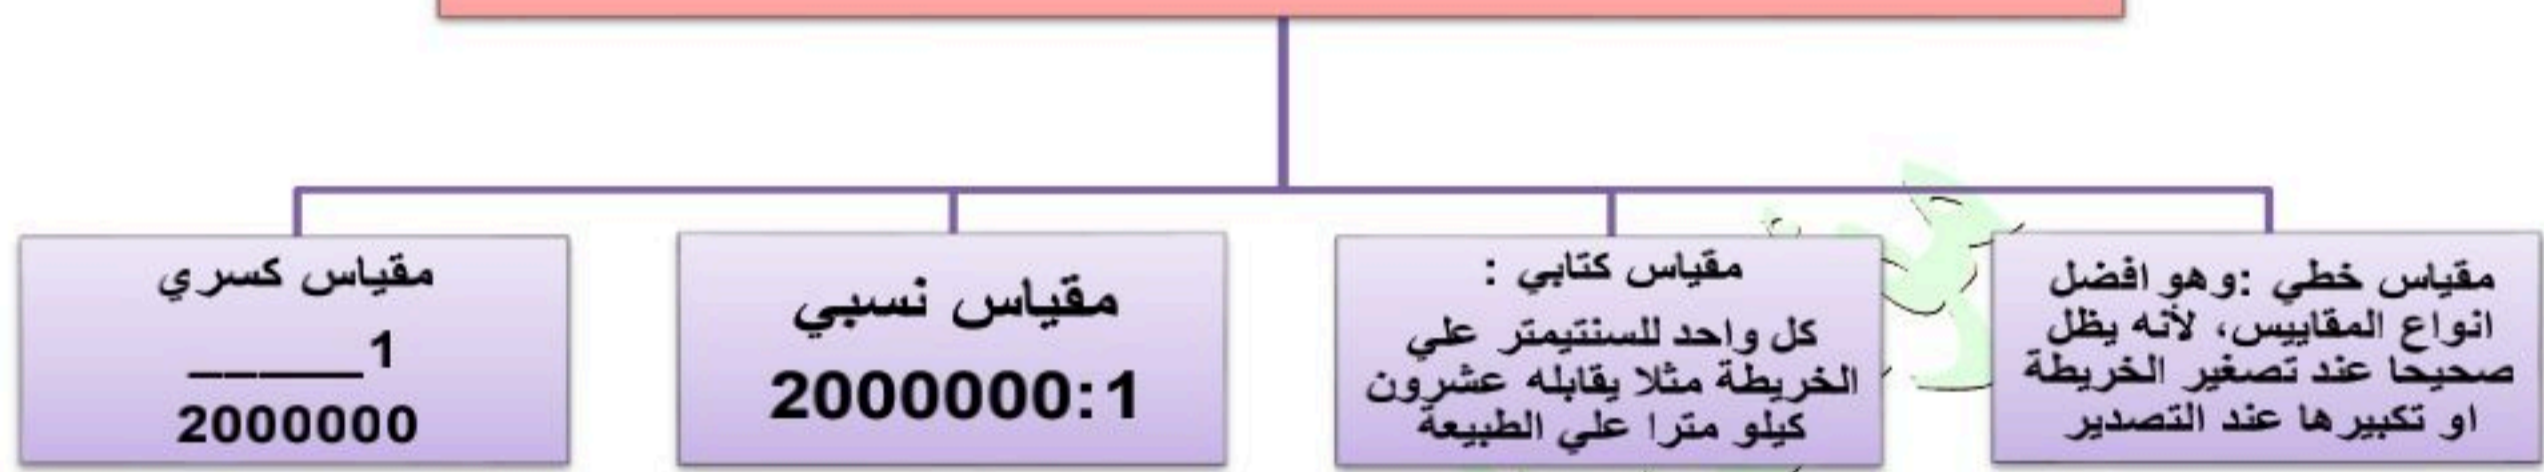 مقياس خطي :وهو افضل
انواع المقاييس، لأنه يظل
صحيحا عند تصغير الخريطة
او تكبيرها عند التصدير
مقياس كتابي :
كل واحد للسنتيمتر علي
الخريطة مثلا يقابله عشرون
كيلو مترا علي الطبيعة
مقياس نسبي
2000000:1
مقياس كسري
1
2000000